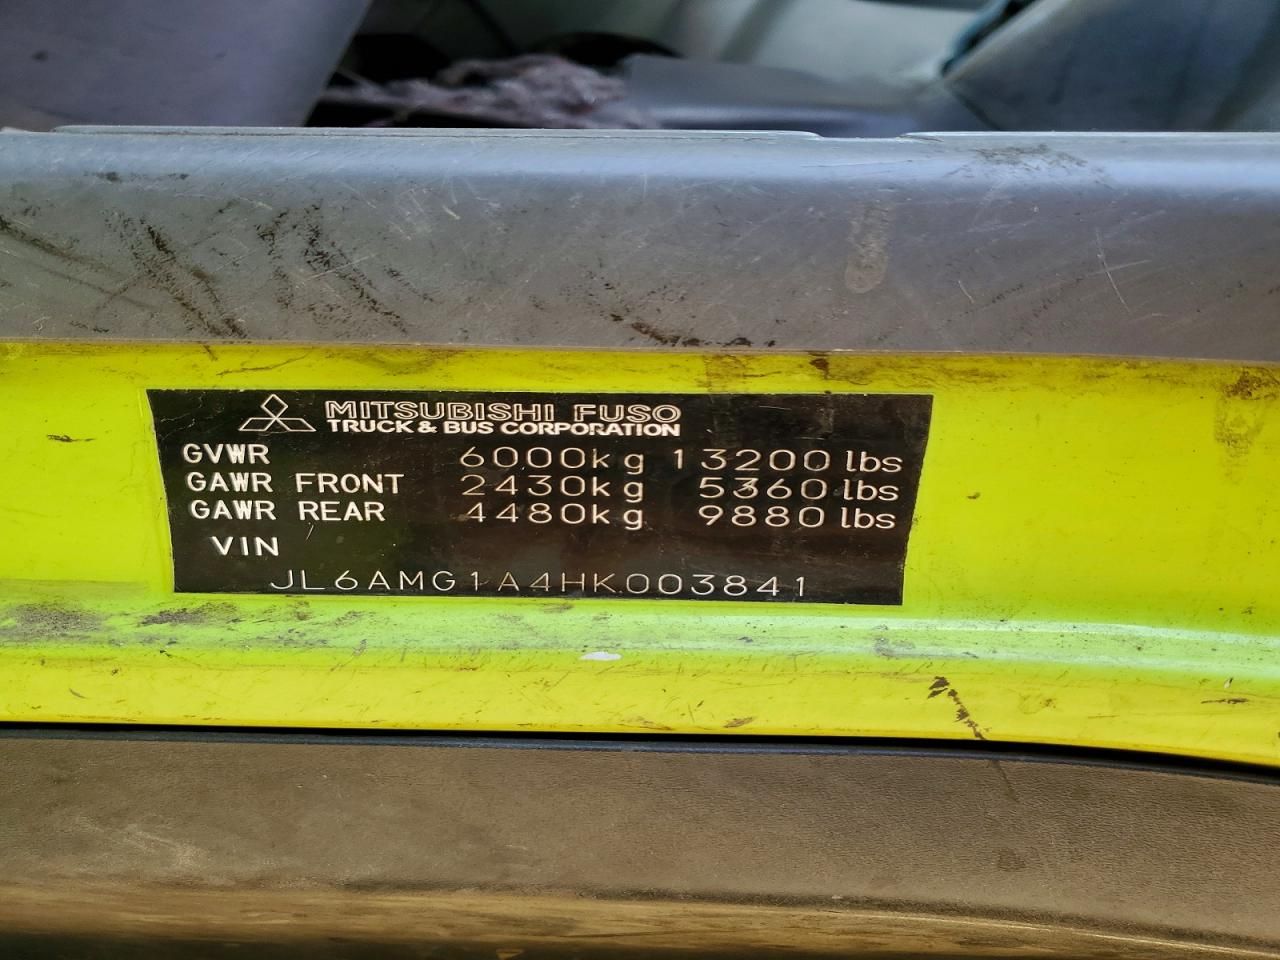 MITSUBISHI FUSO
TRUCK & BUS CORPORATION
GVWR 6000kg 13200 lbs
GAWR FRONT 2430kg 5360 lbs
GAWR REAR 4480kg 9880 lbs
VIN
JL6AMG1A4HK003841